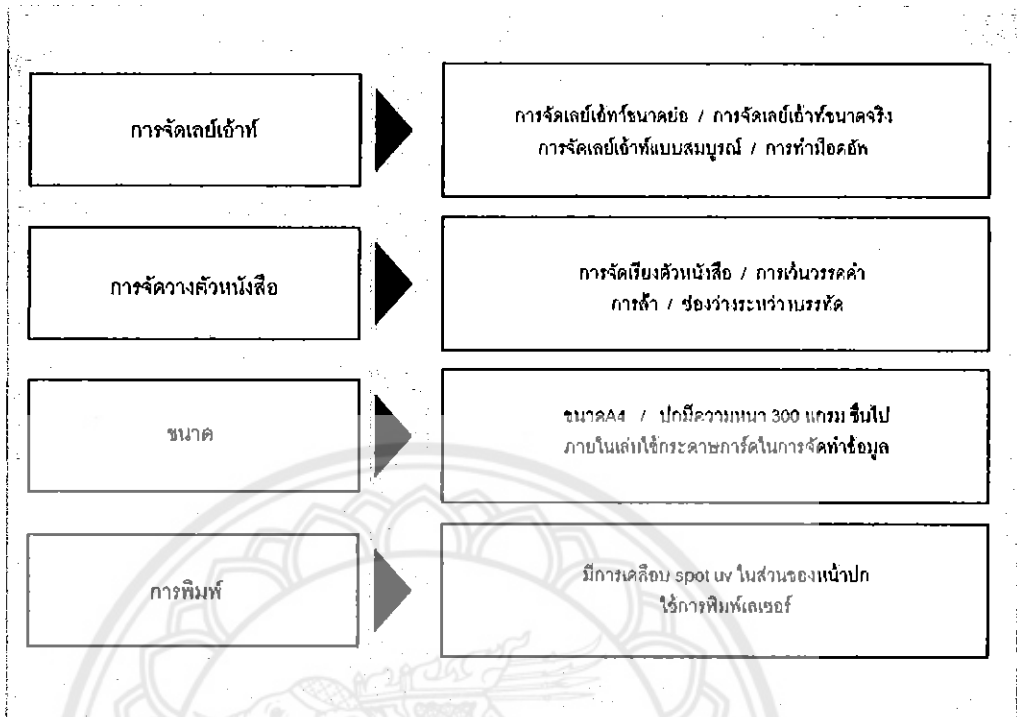 การจัดเลย์เอ้าท์
การจัดเลย์เอ้าท์ขนาดย่อ / การจัดเลย์เอ้าท์ขนาดจริง
การจัดเลย์เอ้าท์แบบสมบูรณ์ / การทำม๊อคอัพ
การจัดวางตัวหนังสือ
การจัดเรียงตัวหนังสือ / การเว้นวรรคคำ
การล้ำ / ช่องว่างระหว่างบรรทัด
ขนาด
ขนาดA4 / ปกมีความหนา 300 แกรม ขึ้นไป
ภายในเล่มใช้กระดาษการ์ดในการจัดทำข้อมูล
การพิมพ์
มีการเคลือบ spot uv ในส่วนของหน้าปก
ใช้การพิมพ์เลเซอร์